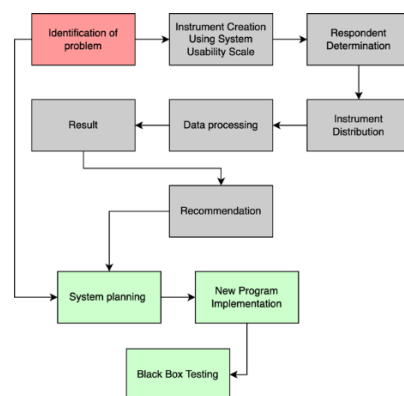 Identification of
problem
Instrument Creation
Using System
Usability Scale
Respondent
Determination
Result
Data processing
Instrument
Distribution
Recommendation
System planning
New Program
Implementation
Black Box Testing